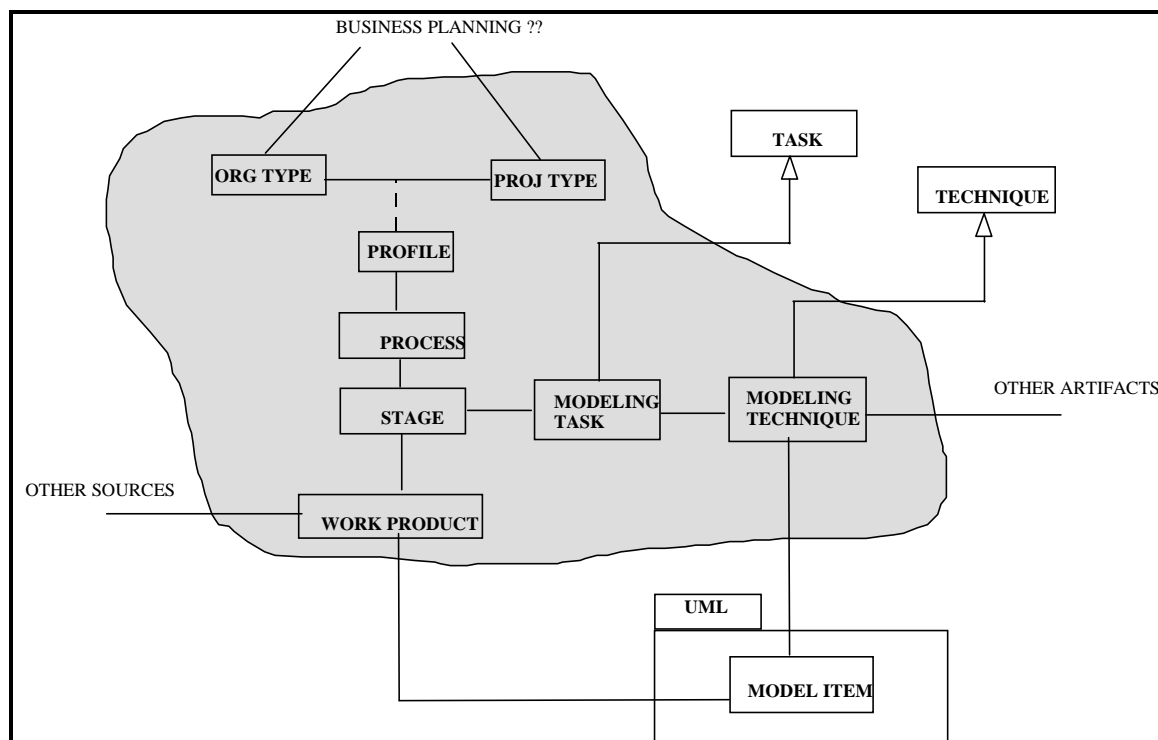 BUSINESS PLANNING ??
TASK
ORG TYPE
PROJ TYPE
TECHNIQUE
PROFILE
PROCESS
STAGE
MODELING
TASK
MODELING
TECHNIQUE
OTHER ARTIFACTS
OTHER SOURCES
WORK PRODUCT
UML
MODEL ITEM